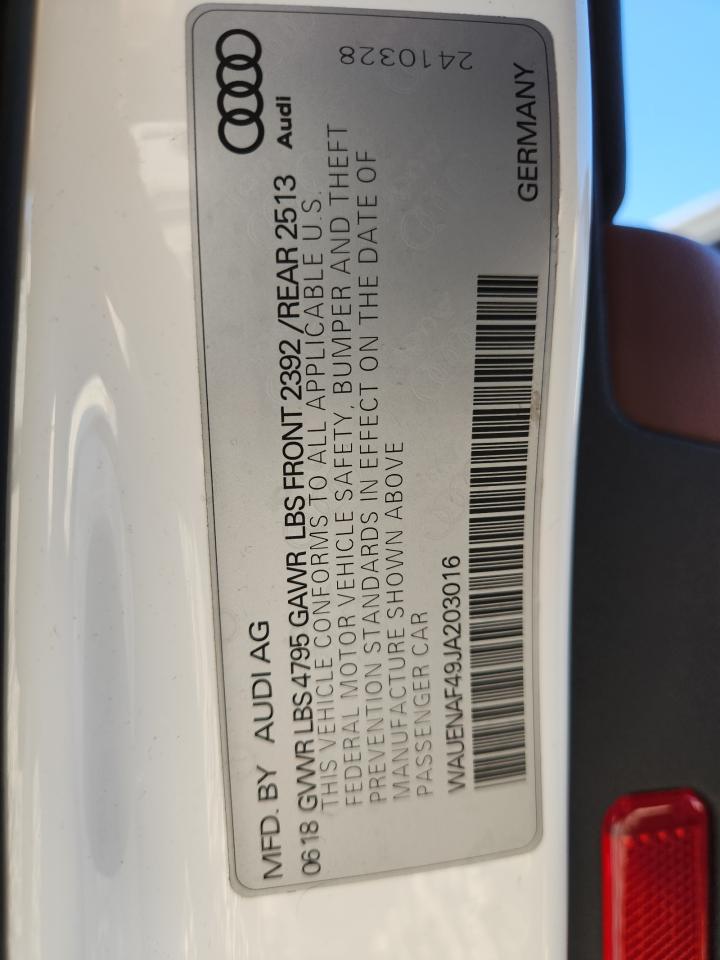 MFD. BY AUDI AG
Audi
06 18 GVWR LBS 4795 GAWR LBS FRONT 2392 /REAR 2513
THIS VEHICLE CONFORMS TO ALL APPLICABLE U.S.
FEDERAL MOTOR VEHICLE SAFETY, BUMPER AND THEFT
PREVENTION STANDARDS IN EFFECT ON THE DATE OF
MANUFACTURE SHOWN ABOVE
PASSENGER CAR
WAUENAF49JA203016
GERMANY
2410328